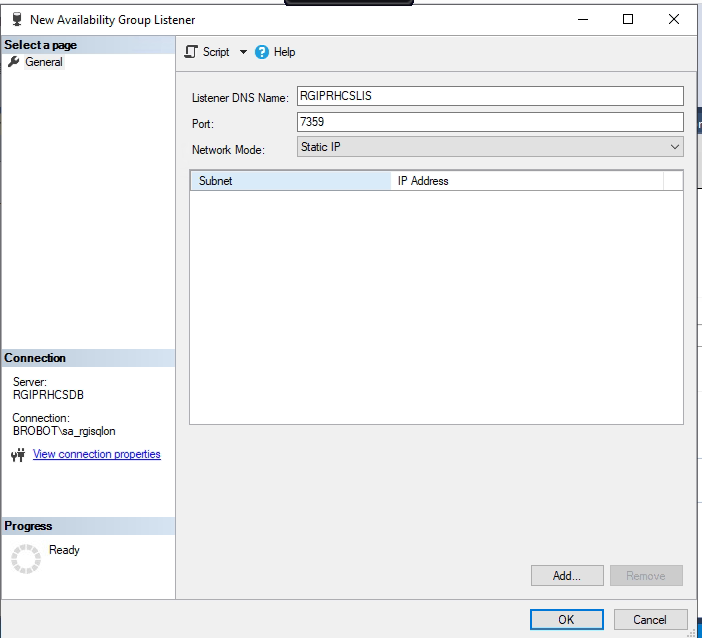 New Availability Group Listener
Select a page
General
Script
Help
Listener DNS Name: RGIPRHCSLIS
Port: 7359
Network Mode: Static IP
Subnet IP Address
Connection
Server:
RGIPRHCSDB
Connection:
BROBOT\sa_rgisqlon
View connection properties
Progress
Ready
Add...
Remove
OK
Cancel